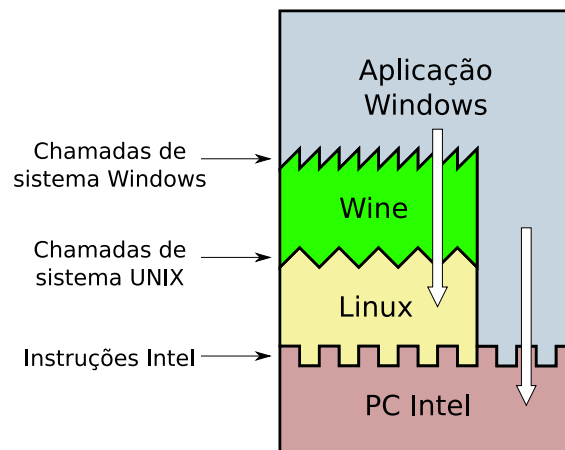 Aplicação
Windows
Chamadas de
sistema Windows
Wine
Chamadas de
sistema UNIX
Linux
Instruções Intel
PC Intel